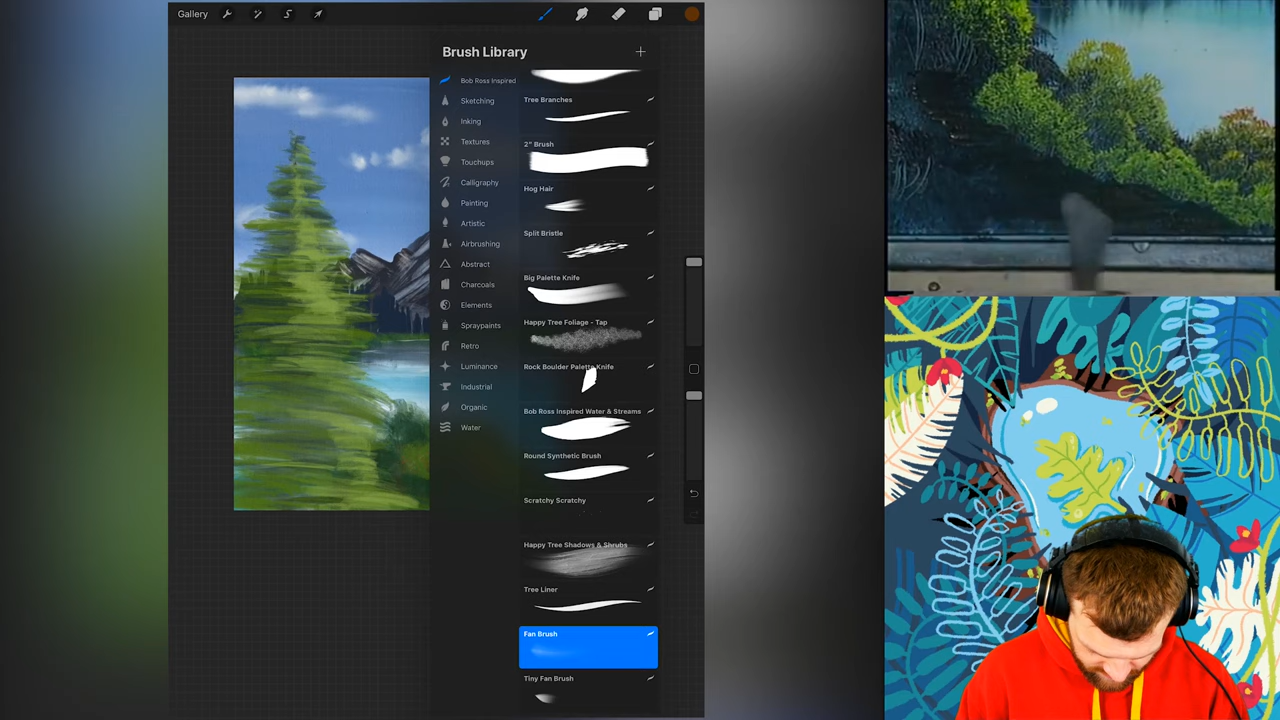 Gallery
Brush Library
Bob Ross Inspired
Sketching
Inking
Textures
Touchups
Calligraphy
Painting
Artistic
Airbrushing
Abstract
Charcoals
Elements
Spraypaints
Retro
Luminance
Industrial
Organic
Water
Tree Branches
2" Brush
Hog Hair
Split Bristle
Big Palette Knife
Happy Tree Foliage - Tap
Rock Boulder Palette Knife
Bob Ross Inspired Water & Streams
Round Synthetic Brush
Scratchy Scratchy
Happy Tree Shadows & Shrubs
Tree Liner
Fan Brush
Tiny Fan Brush